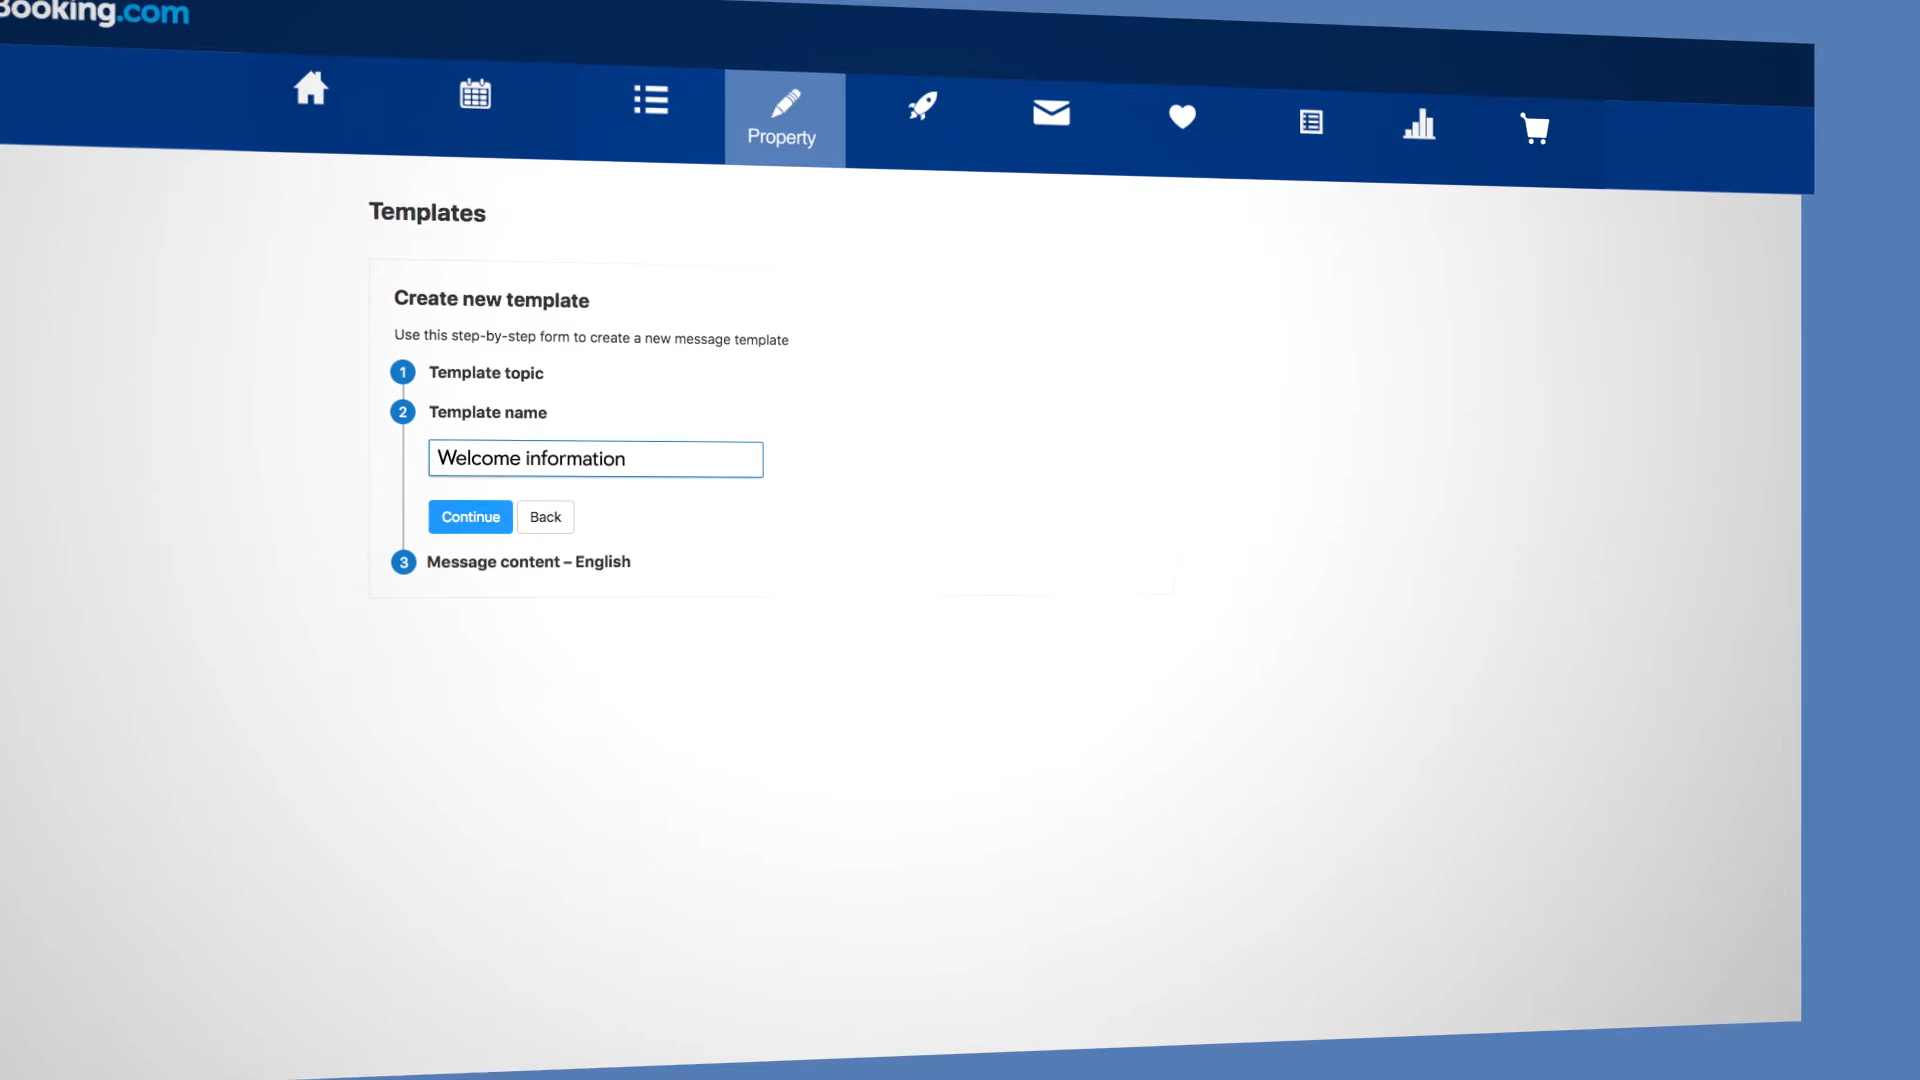 Booking.com
Property
Templates
Create new template
Use this step-by-step form to create a new message template
1 Template topic
2 Template name
Welcome information
Continue Back
3 Message content – English